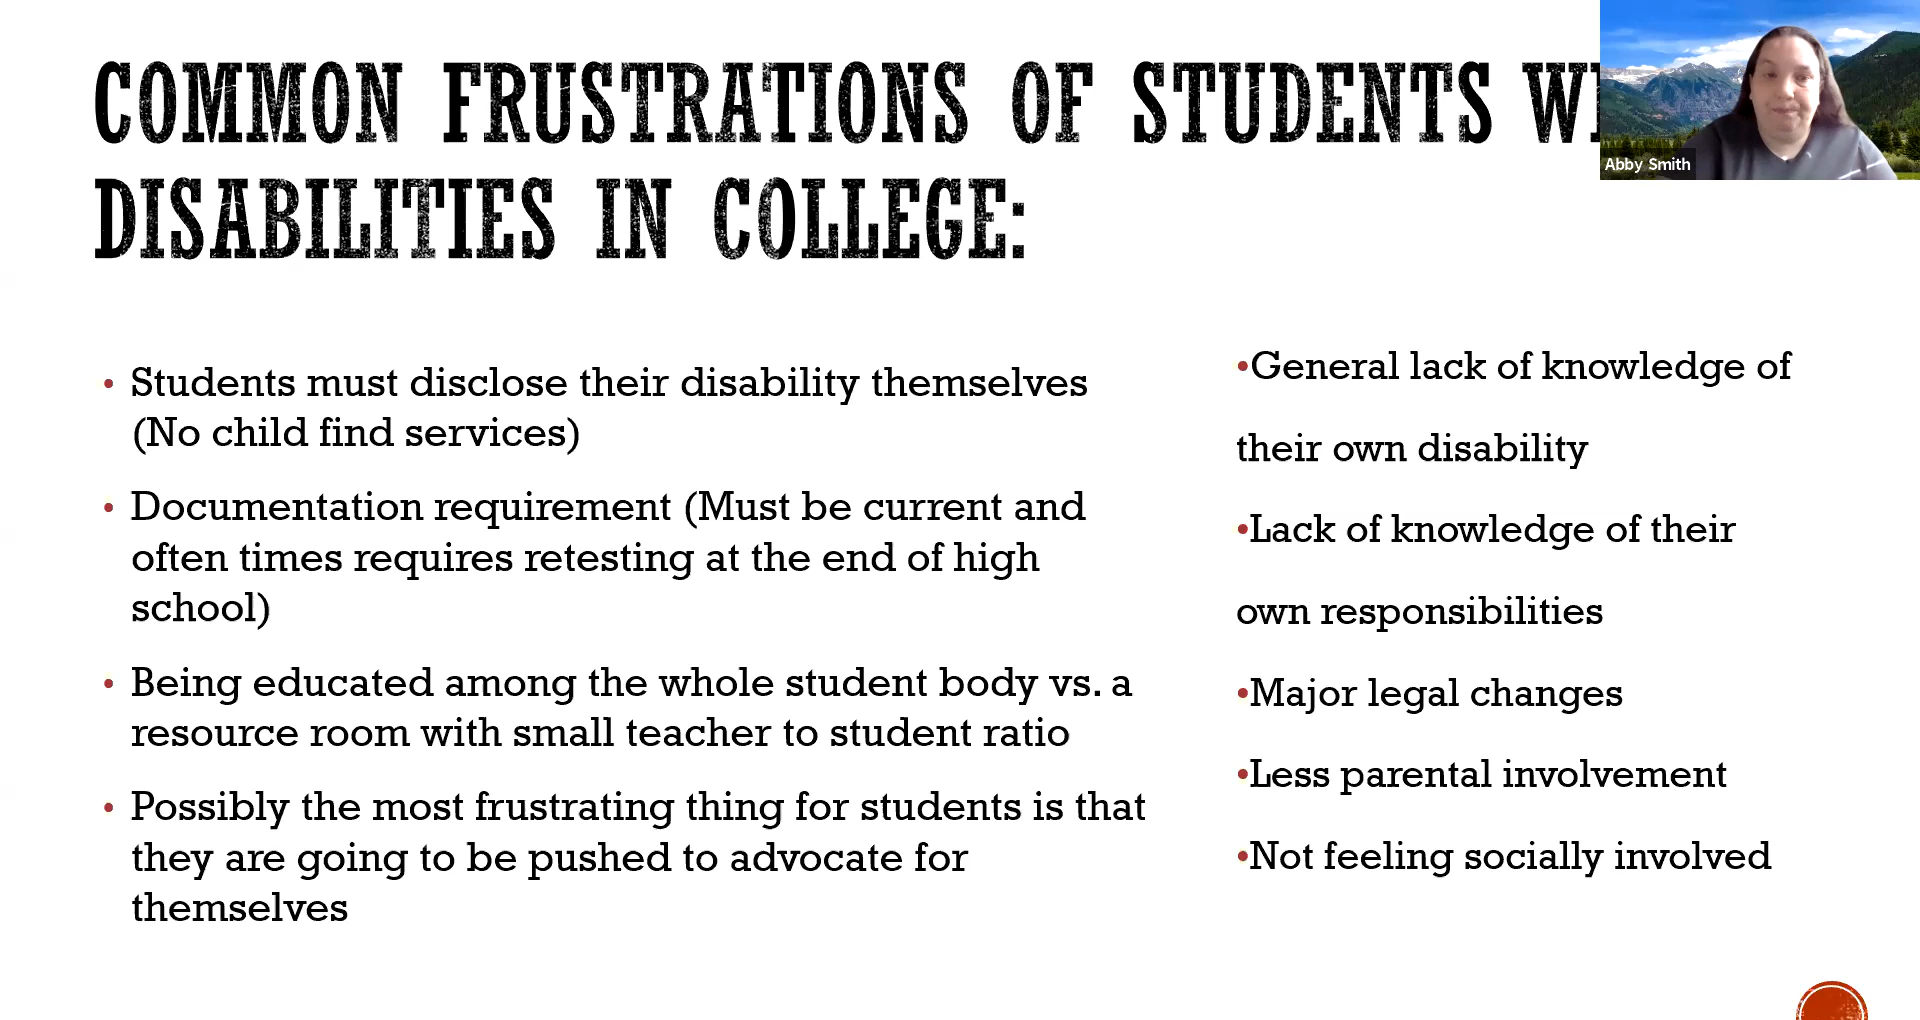 COMMON FRUSTRATIONS OF STUDENTS
DISABILITIES IN COLLEGE:
Abby Smith
• Students must disclose their disability themselves
(No child find services)
• Documentation requirement (Must be current and
often times requires retesting at the end of high
school)
• Being educated among the whole student body vs. a
resource room with small teacher to student ratio
• Possibly the most frustrating thing for students is that
they are going to be pushed to advocate for
themselves
•General lack of knowledge of
their own disability
•Lack of knowledge of their
own responsibilities
•Major legal changes
•Less parental involvement
•Not feeling socially involved